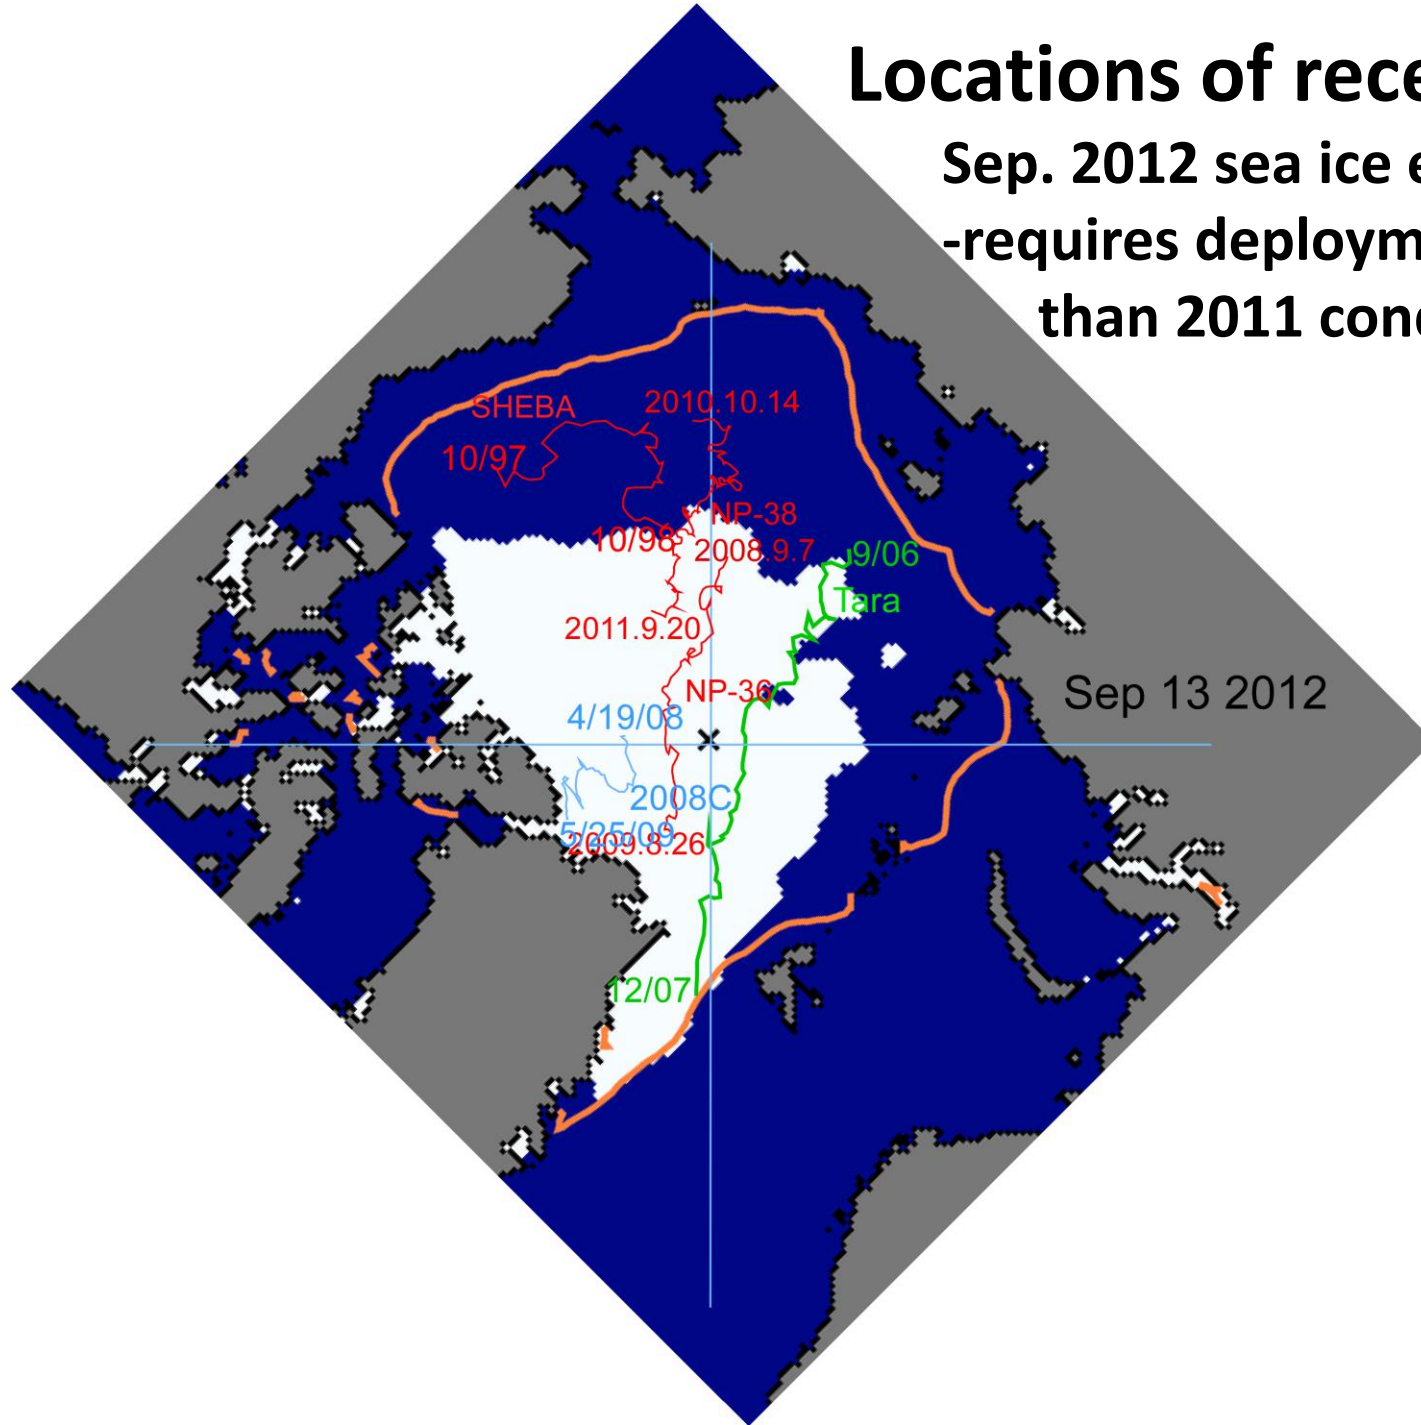 Locations of rece
Sep. 2012 sea ice e
-requires deploym
than 2011 con
SHEBA
2010.10.14
10/97
NP-38
10/98
2008.9.7
9/06
Tara
2011.9.20
NP-36
Sep 13 2012
4/19/08
2008C
5/25/09
2009.8.26
12/07